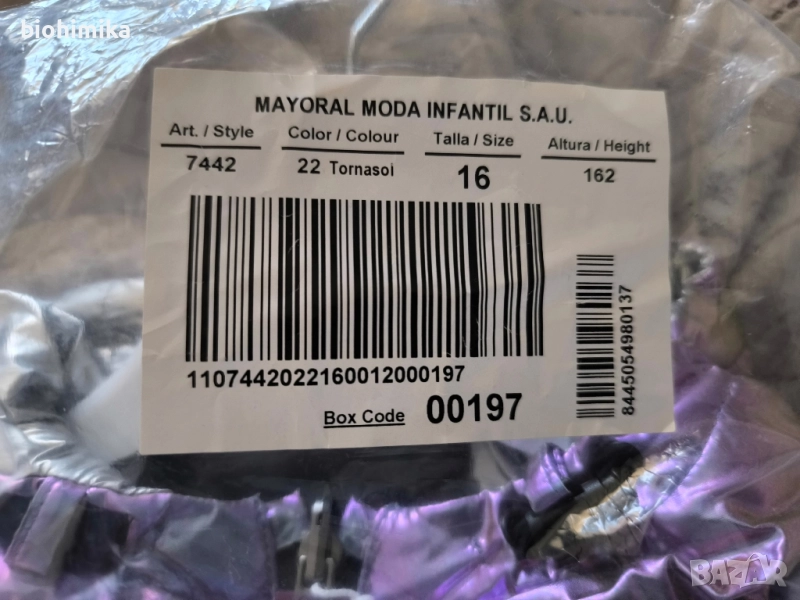 biobimika
MAYORAL MODA INFANTIL S.A.U.
Art. / Style Color / Colour Talla / Size Altura / Height
7442 22 Tornasol 16 162
1107442022160012000197
8445054980137
Box Code 00197
BAZAR